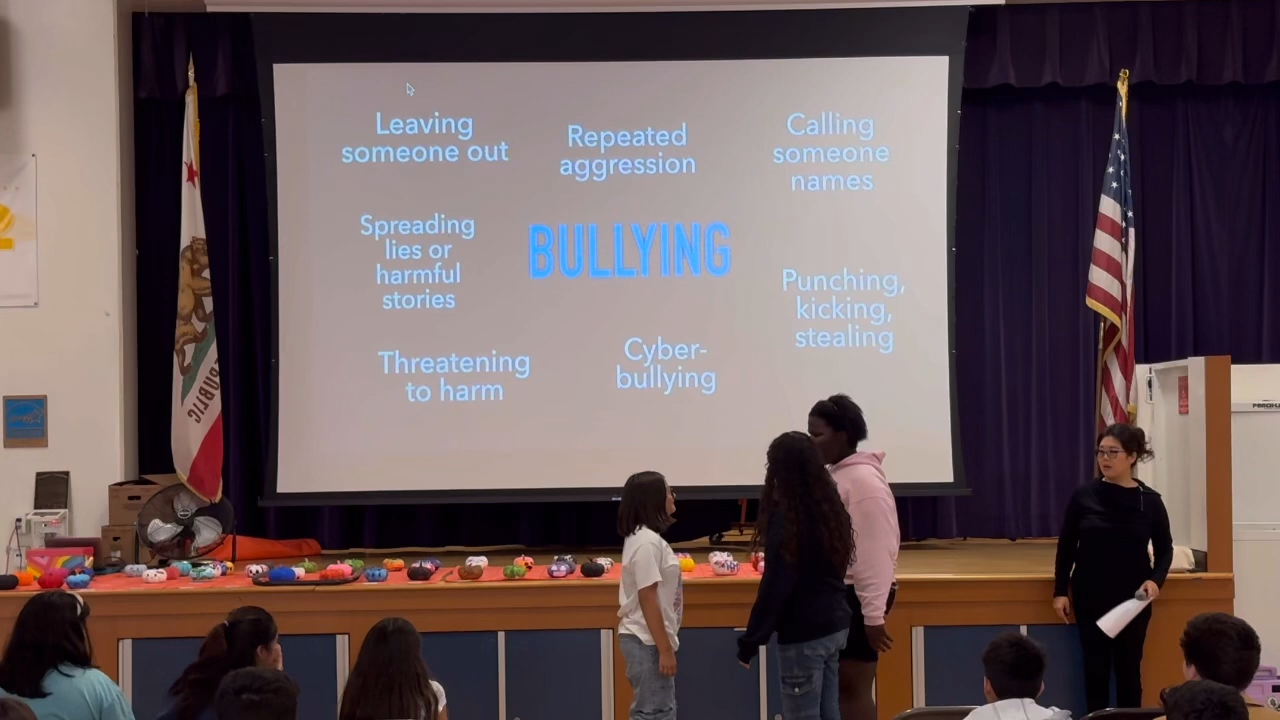 Leaving
someone out
Repeated
aggression
Calling
someone
names
Spreading
lies or
harmful
stories
BULLYING
Punching,
kicking,
stealing
Threatening
to harm
Cyber-
bullying
REPUBLIC